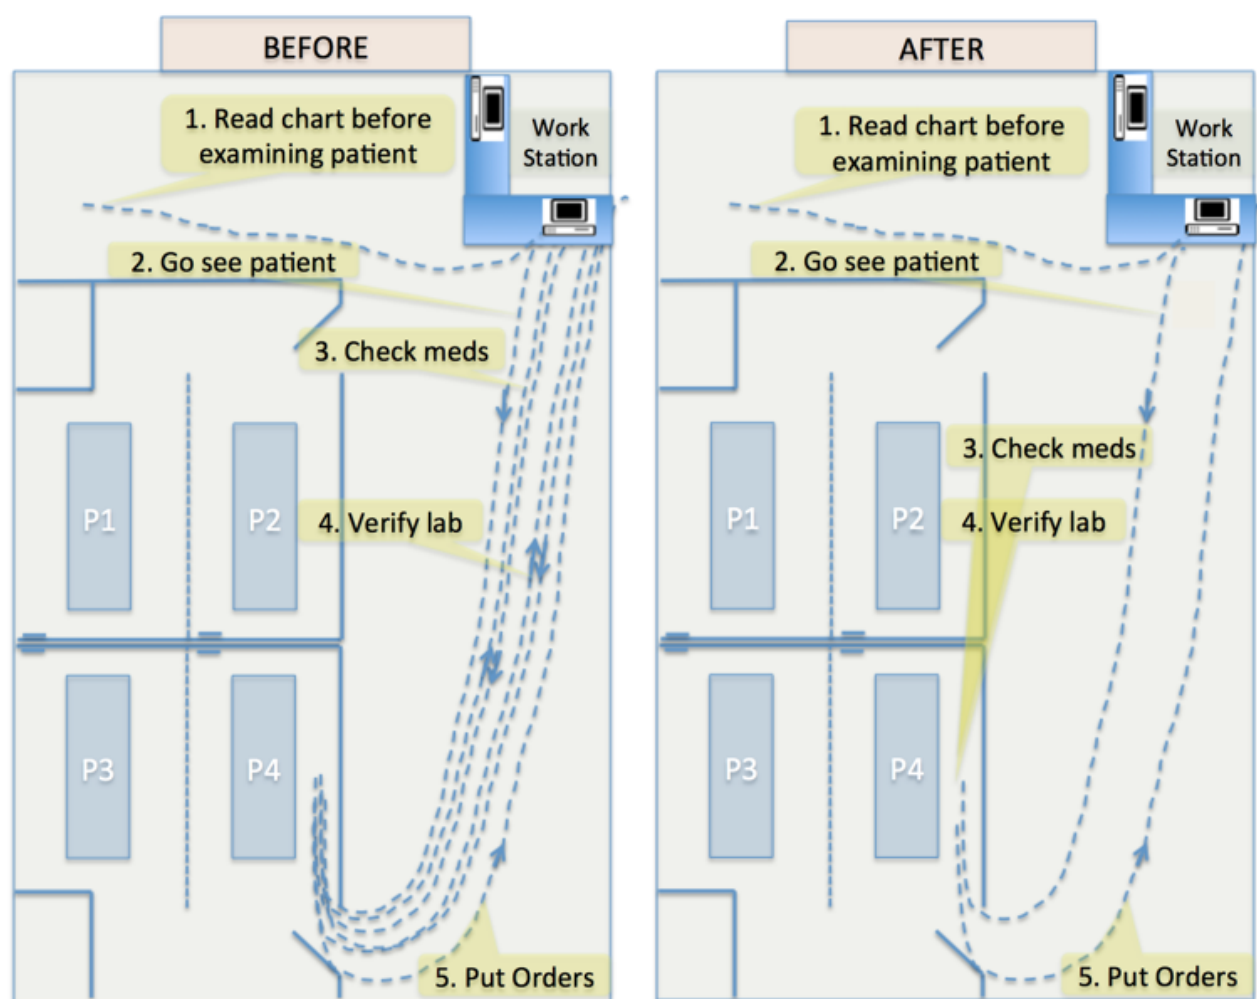 BEFORE
1. Read chart before
examining patient
Work
Station
2. Go see patient
3. Check meds
4. Verify lab
P1
P2
P3
P4
5. Put Orders
AFTER
1. Read chart before
examining patient
Work
Station
2. Go see patient
3. Check meds
4. Verify lab
P1
P2
P3
P4
5. Put Orders